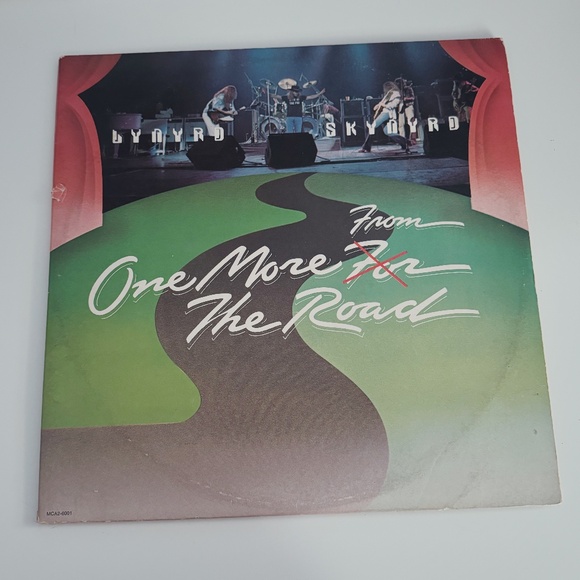 LYNYRD SKYNYRD
From
One More For
The Road
MCA2-6001